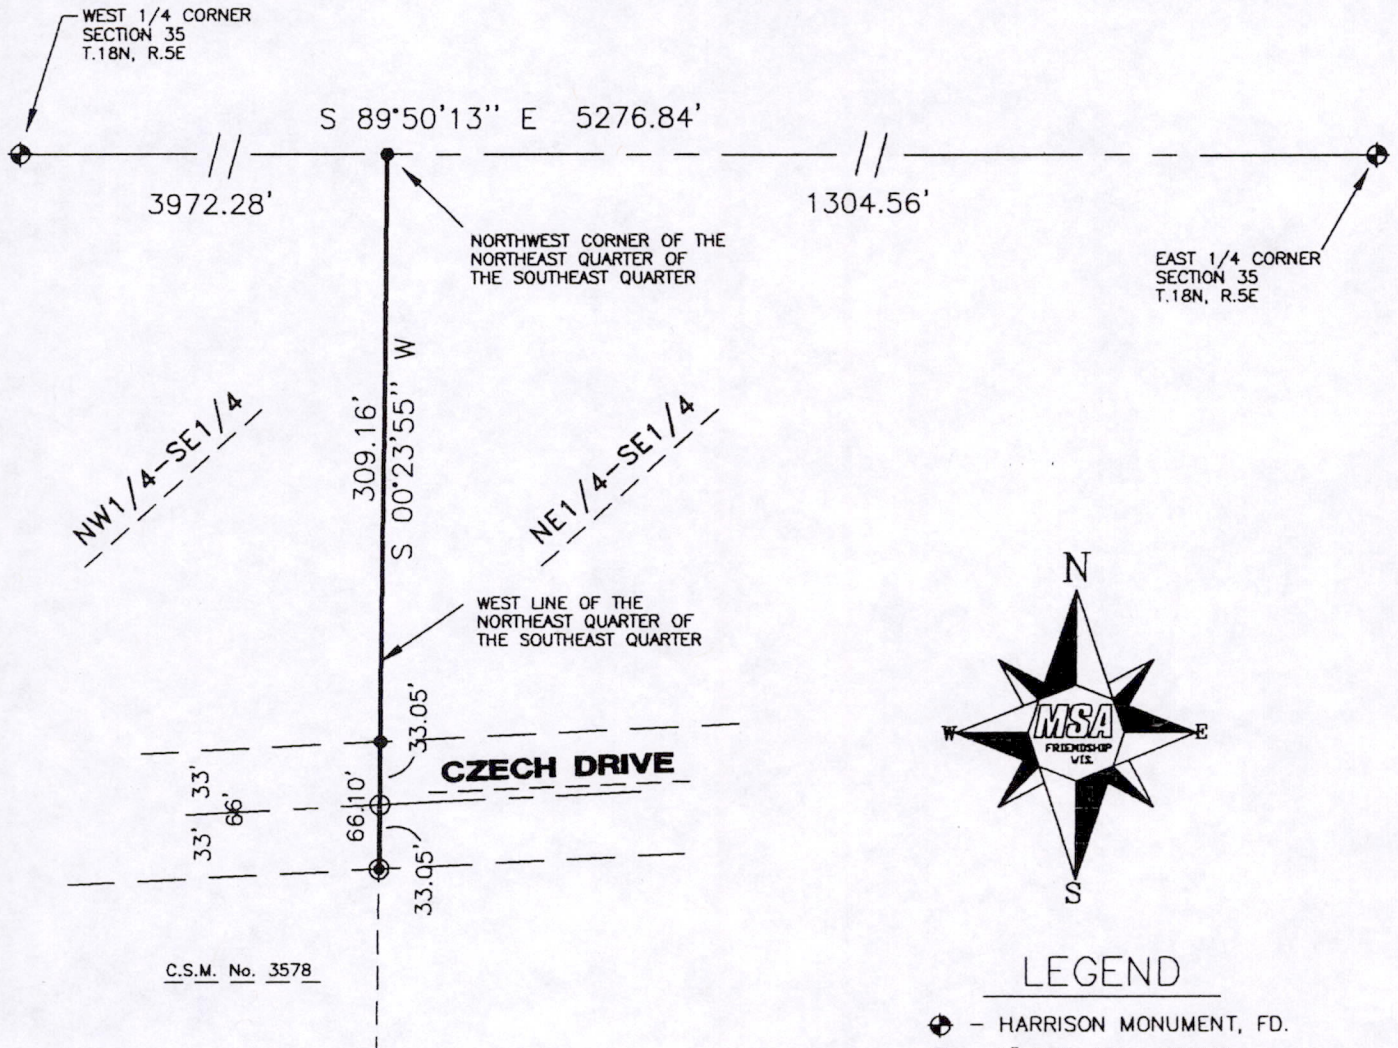 WEST 1/4 CORNER
SECTION 35
T.18N, R.5E
S 89°50'13" E 5276.84'
3972.28'
1304.56'
NORTHWEST CORNER OF THE
NORTHEAST QUARTER OF
THE SOUTHEAST QUARTER
EAST 1/4 CORNER
SECTION 35
T.18N, R.5E
309.16'
S 00°23'55" W
NW1/4-SE1/4
NE1/4-SE1/4
WEST LINE OF THE
NORTHEAST QUARTER OF
THE SOUTHEAST QUARTER
33.05'
CZECH DRIVE
33'
66'
33'
66.10'
33.05'
C.S.M. No. 3578
N
W
E
S
MSA
FRIENDSHIP
WIS.
LEGEND
- HARRISON MONUMENT, FD.